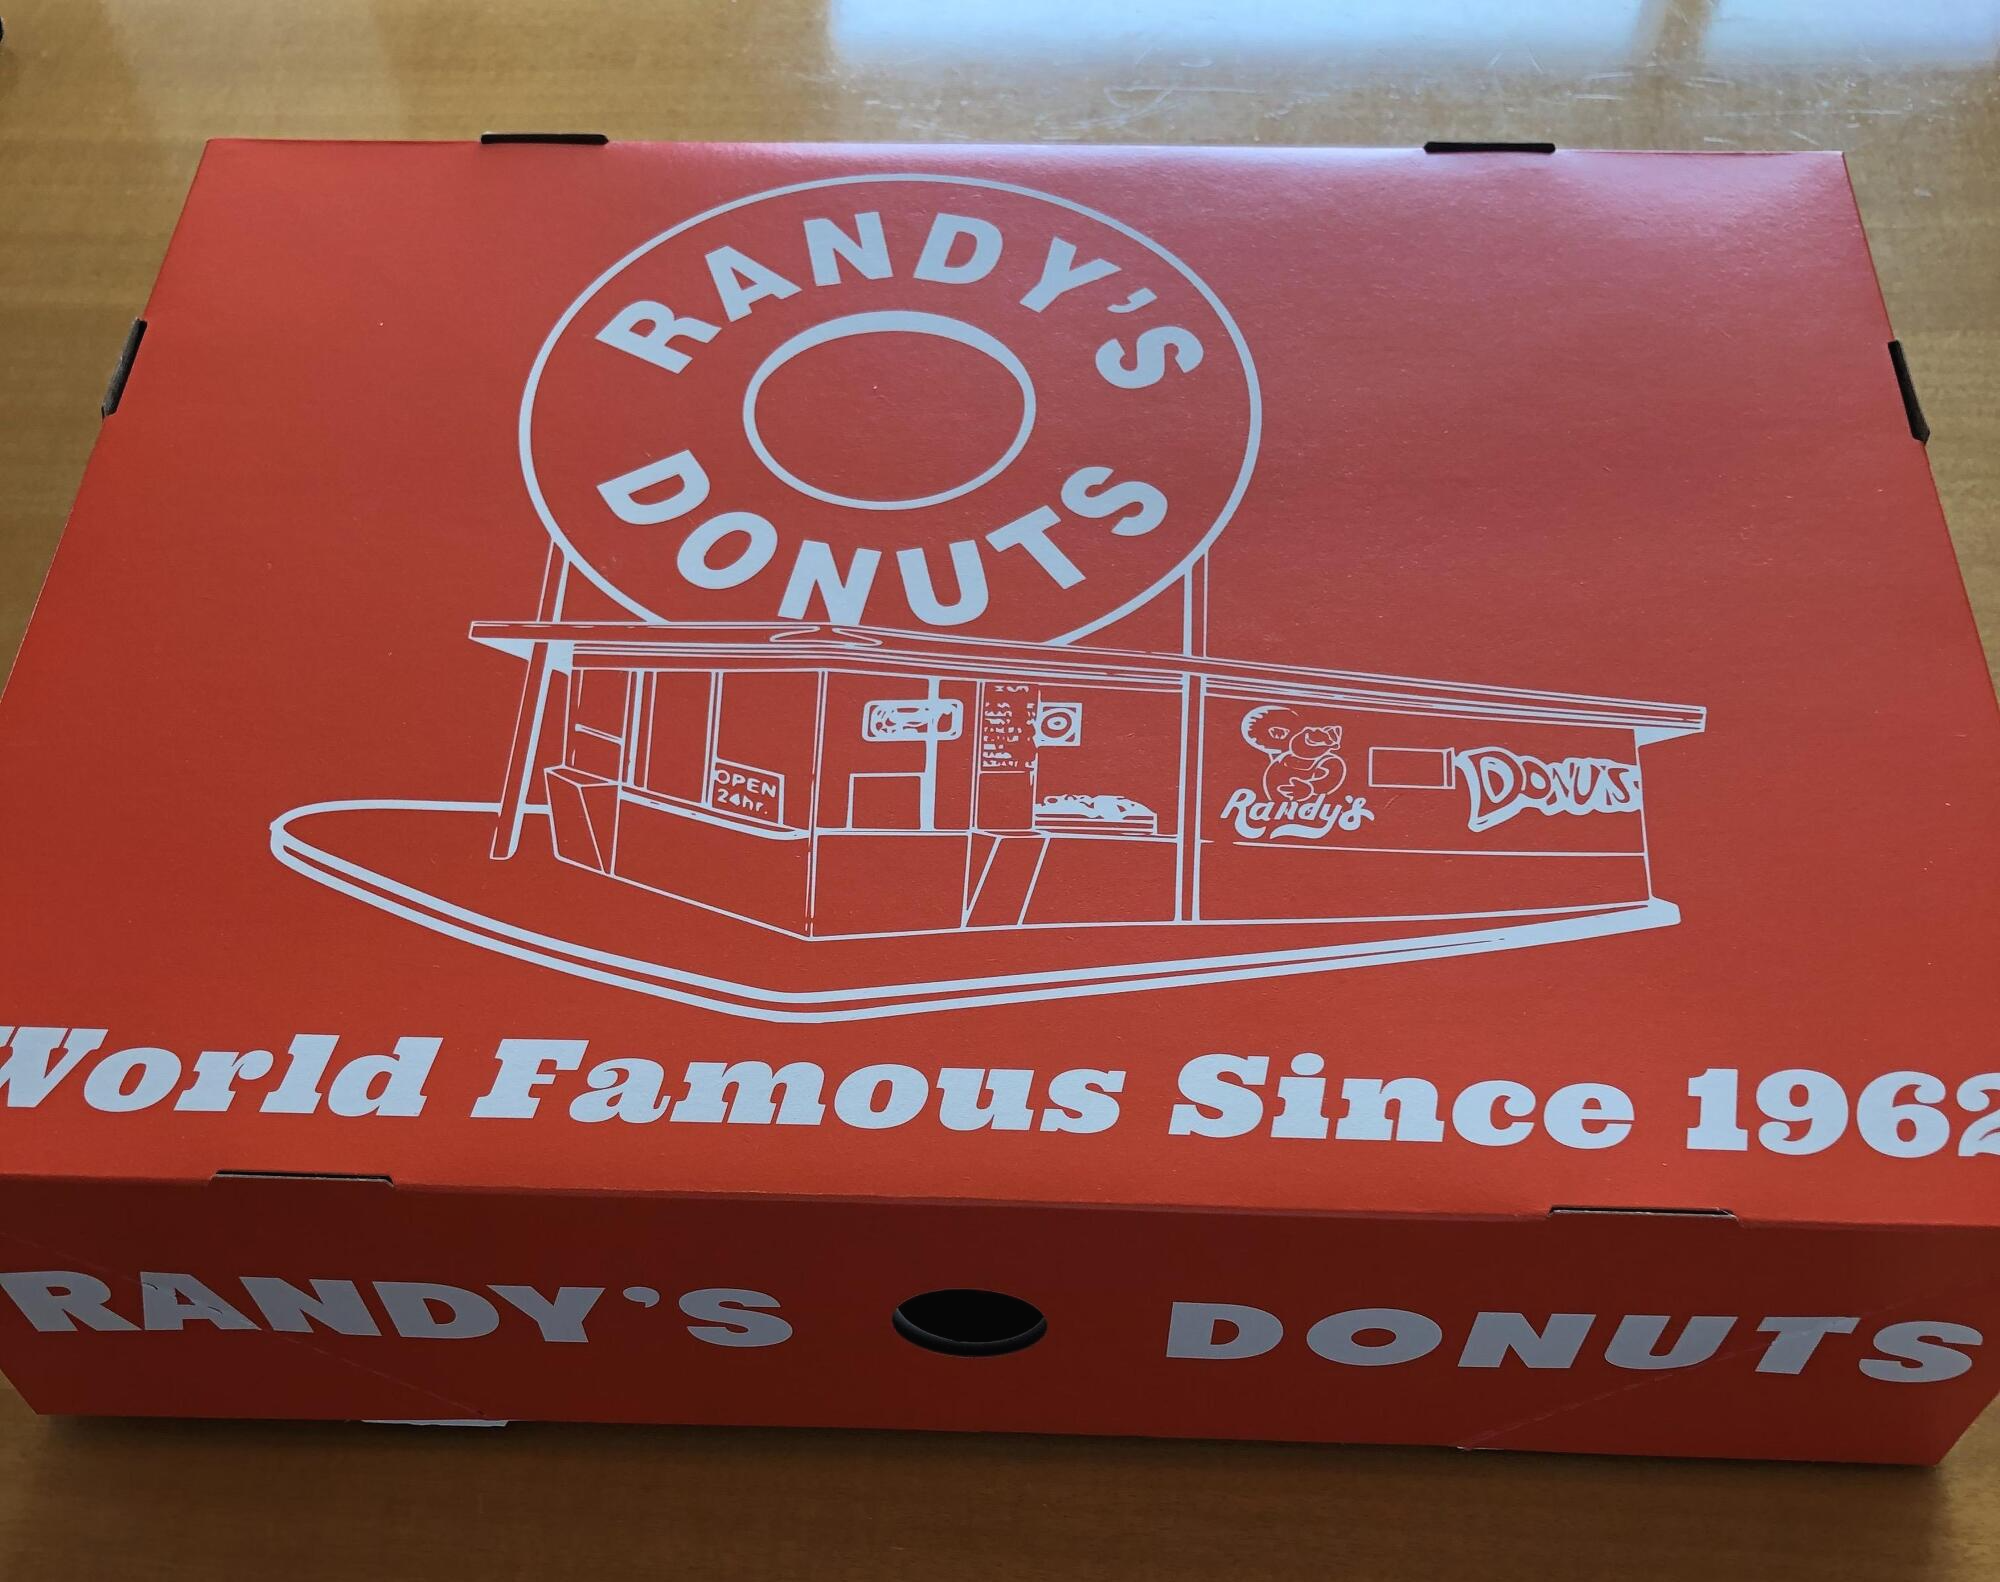 RANDY'S
DONUTS
OPEN
24hr.
Randy's
DONUTS
World Famous Since 1962
RANDY'S DONUTS